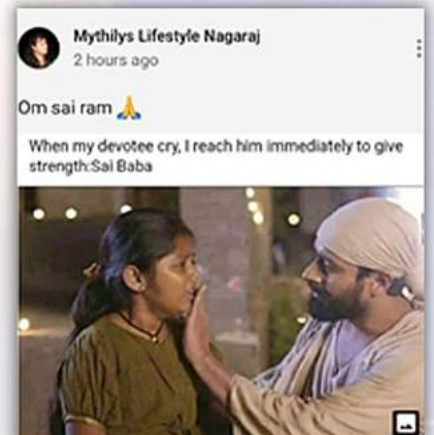 Mythilys Lifestyle Nagaraj
2 hours ago
Om sai ram 🙏
When my devotee cry, I reach him immediately to give
strength:Sai Baba